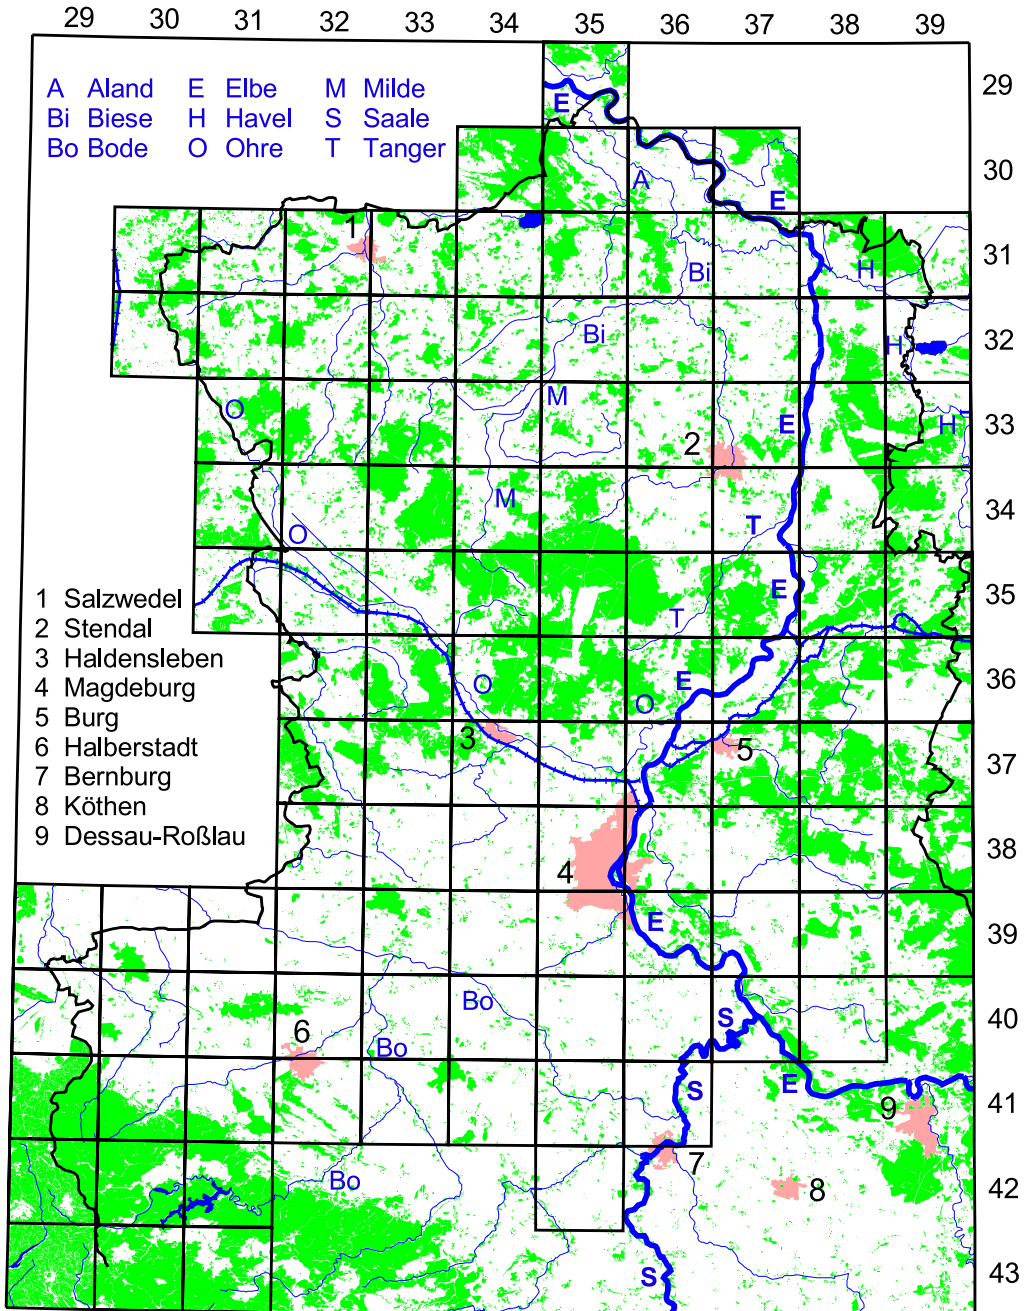 29 30 31 32 33 34 35 36 37 38 39
A Aland E Elbe M Milde
Bi Biese H Havel S Saale
Bo Bode O Ohre T Tanger
29
E
30
A
E
1
31
Bi
H
Bi
H
32
O
M
E
H
33
2
M
34
O
T
E
35
T
1 Salzwedel
2 Stendal
3 Haldensleben
4 Magdeburg
5 Burg
6 Halberstadt
7 Bernburg
8 Köthen
9 Dessau-Roßlau
O
E
36
O
3
5
37
4
38
E
39
Bo
S
40
6
Bo
S
E
9
41
7
Bo
8
42
S
43